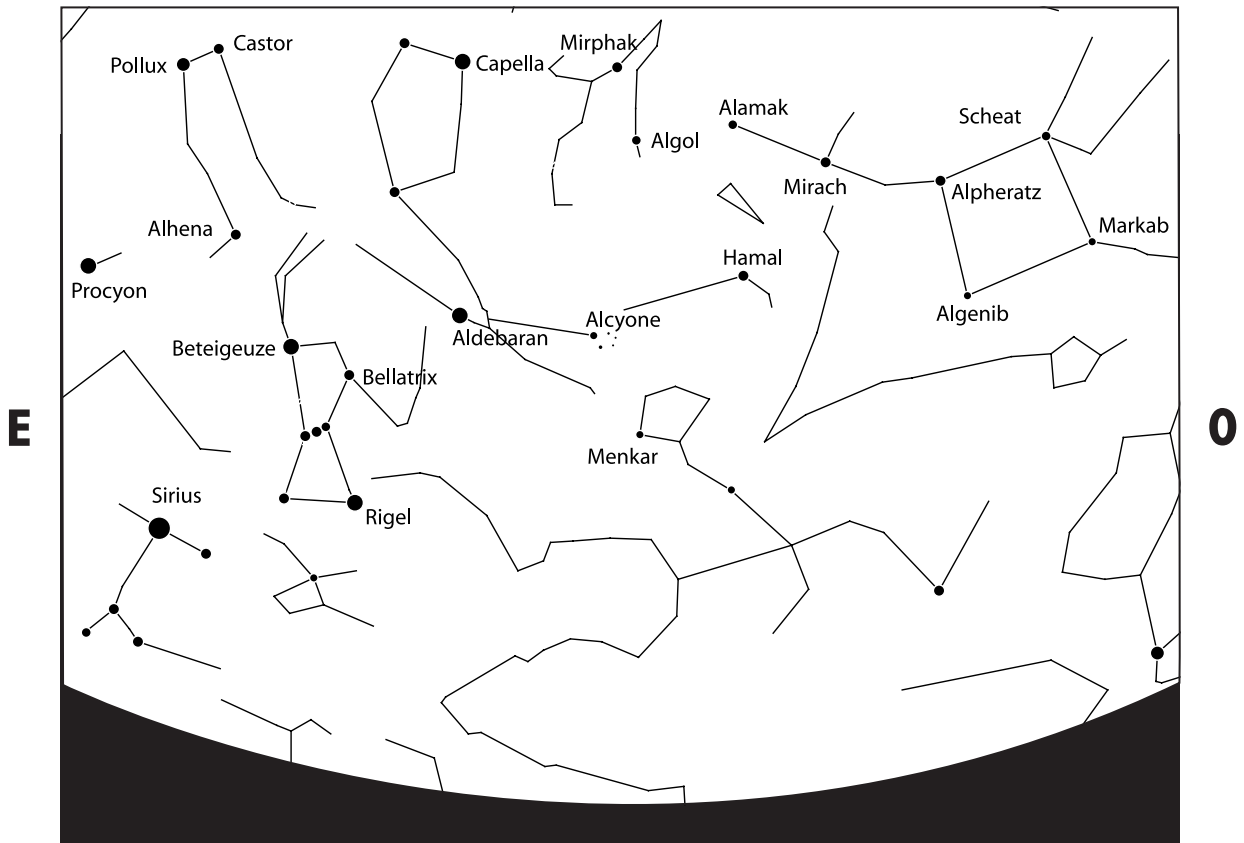 Castor
Pollux
Capella
Mirphak
Alamak
Scheat
Algol
Mirach
Alpheratz
Alhena
Markab
Hamal
Procyon
Algenib
Alcyone
Aldebaran
Beteigeuze
Bellatrix
E
O
Menkar
Sirius
Rigel